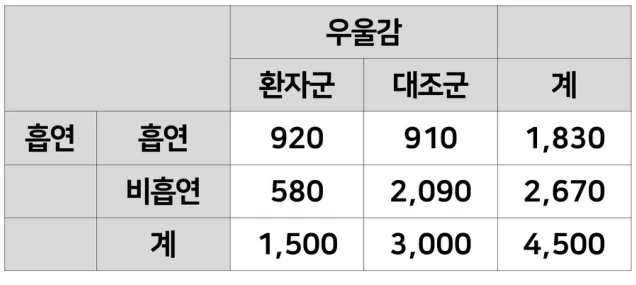 우울감
환자군 대조군 계
흡연 흡연 920 910 1,830
비흡연 580 2,090 2,670
계 1,500 3,000 4,500